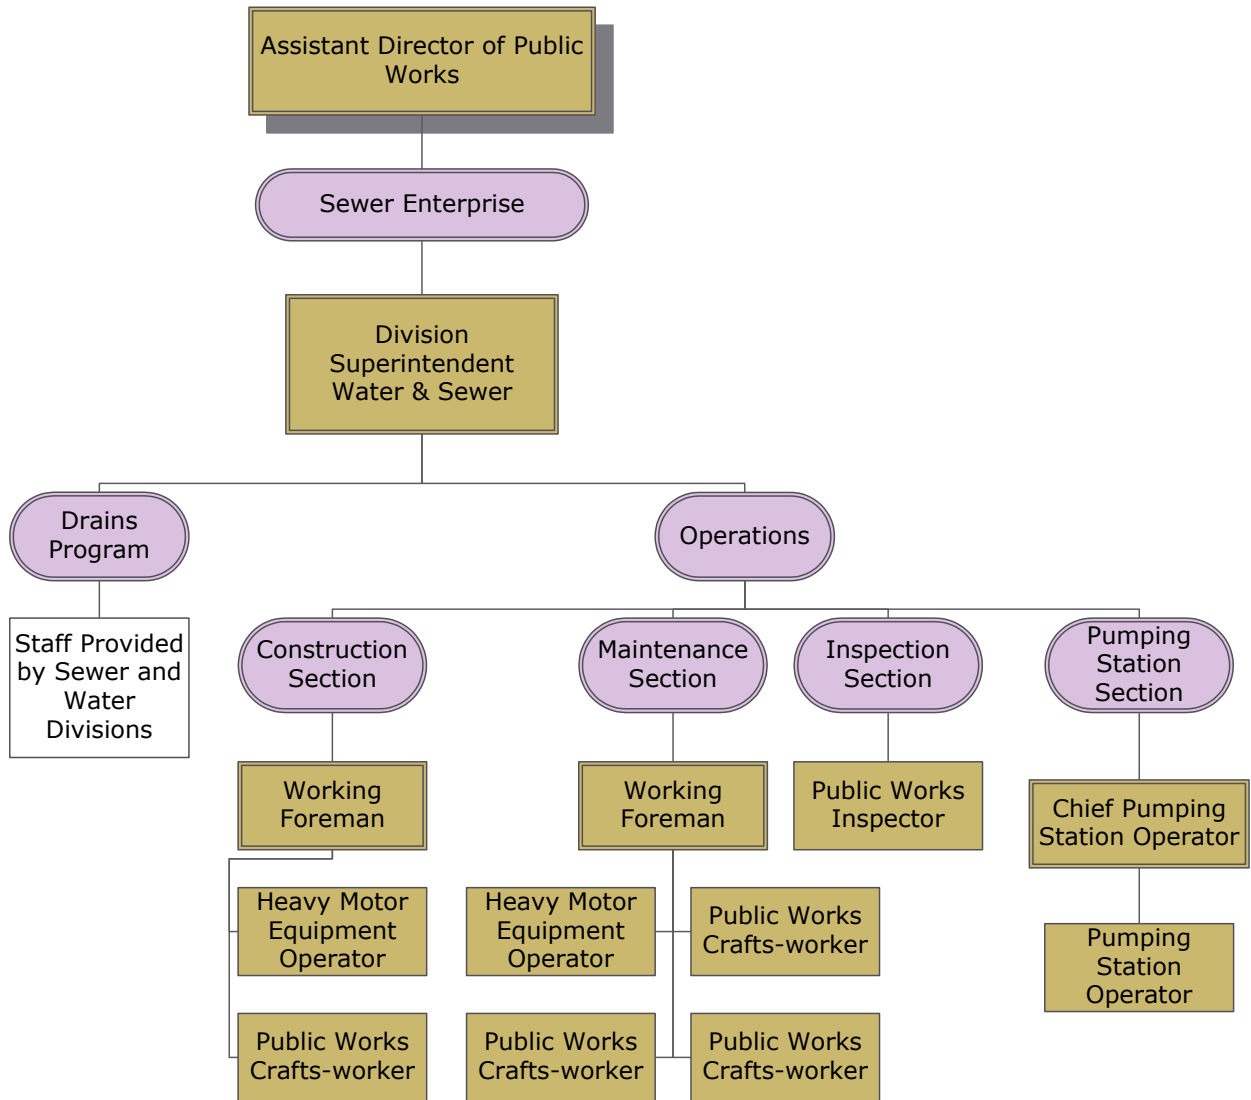 Assistant Director of Public
Works
Sewer Enterprise
Division
Superintendent
Water & Sewer
Drains
Program
Operations
Staff Provided
by Sewer and
Water
Divisions
Construction
Section
Maintenance
Section
Inspection
Section
Pumping
Station
Section
Working
Foreman
Working
Foreman
Public Works
Inspector
Chief Pumping
Station Operator
Heavy Motor
Equipment
Operator
Heavy Motor
Equipment
Operator
Public Works
Crafts-worker
Pumping
Station
Operator
Public Works
Crafts-worker
Public Works
Crafts-worker
Public Works
Crafts-worker